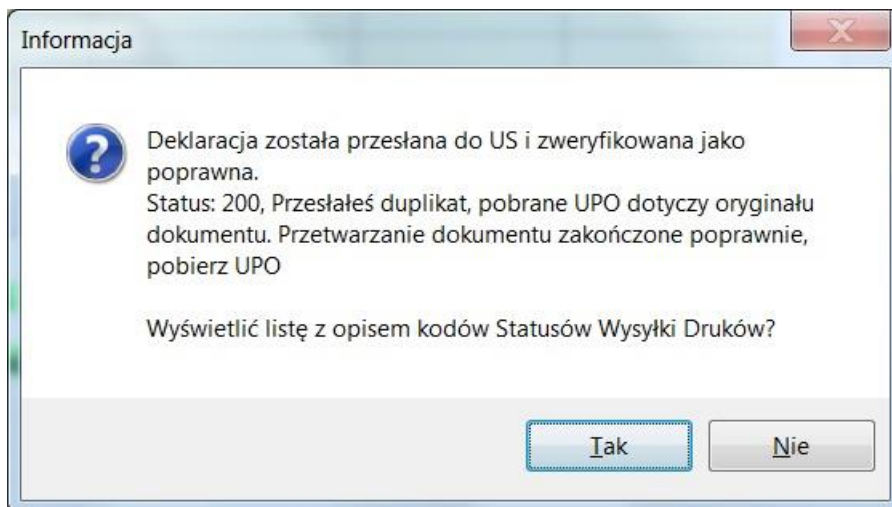 Informacja
Deklaracja została przesłana do US i zweryfikowana jako
poprawna.
Status: 200, Przesłałeś duplikat, pobrane UPO dotyczy oryginału
dokumentu. Przetwarzanie dokumentu zakończone poprawnie,
pobierz UPO
Wyświetlić listę z opisem kodów Statusów Wysyłki Druków?
Tak
Nie